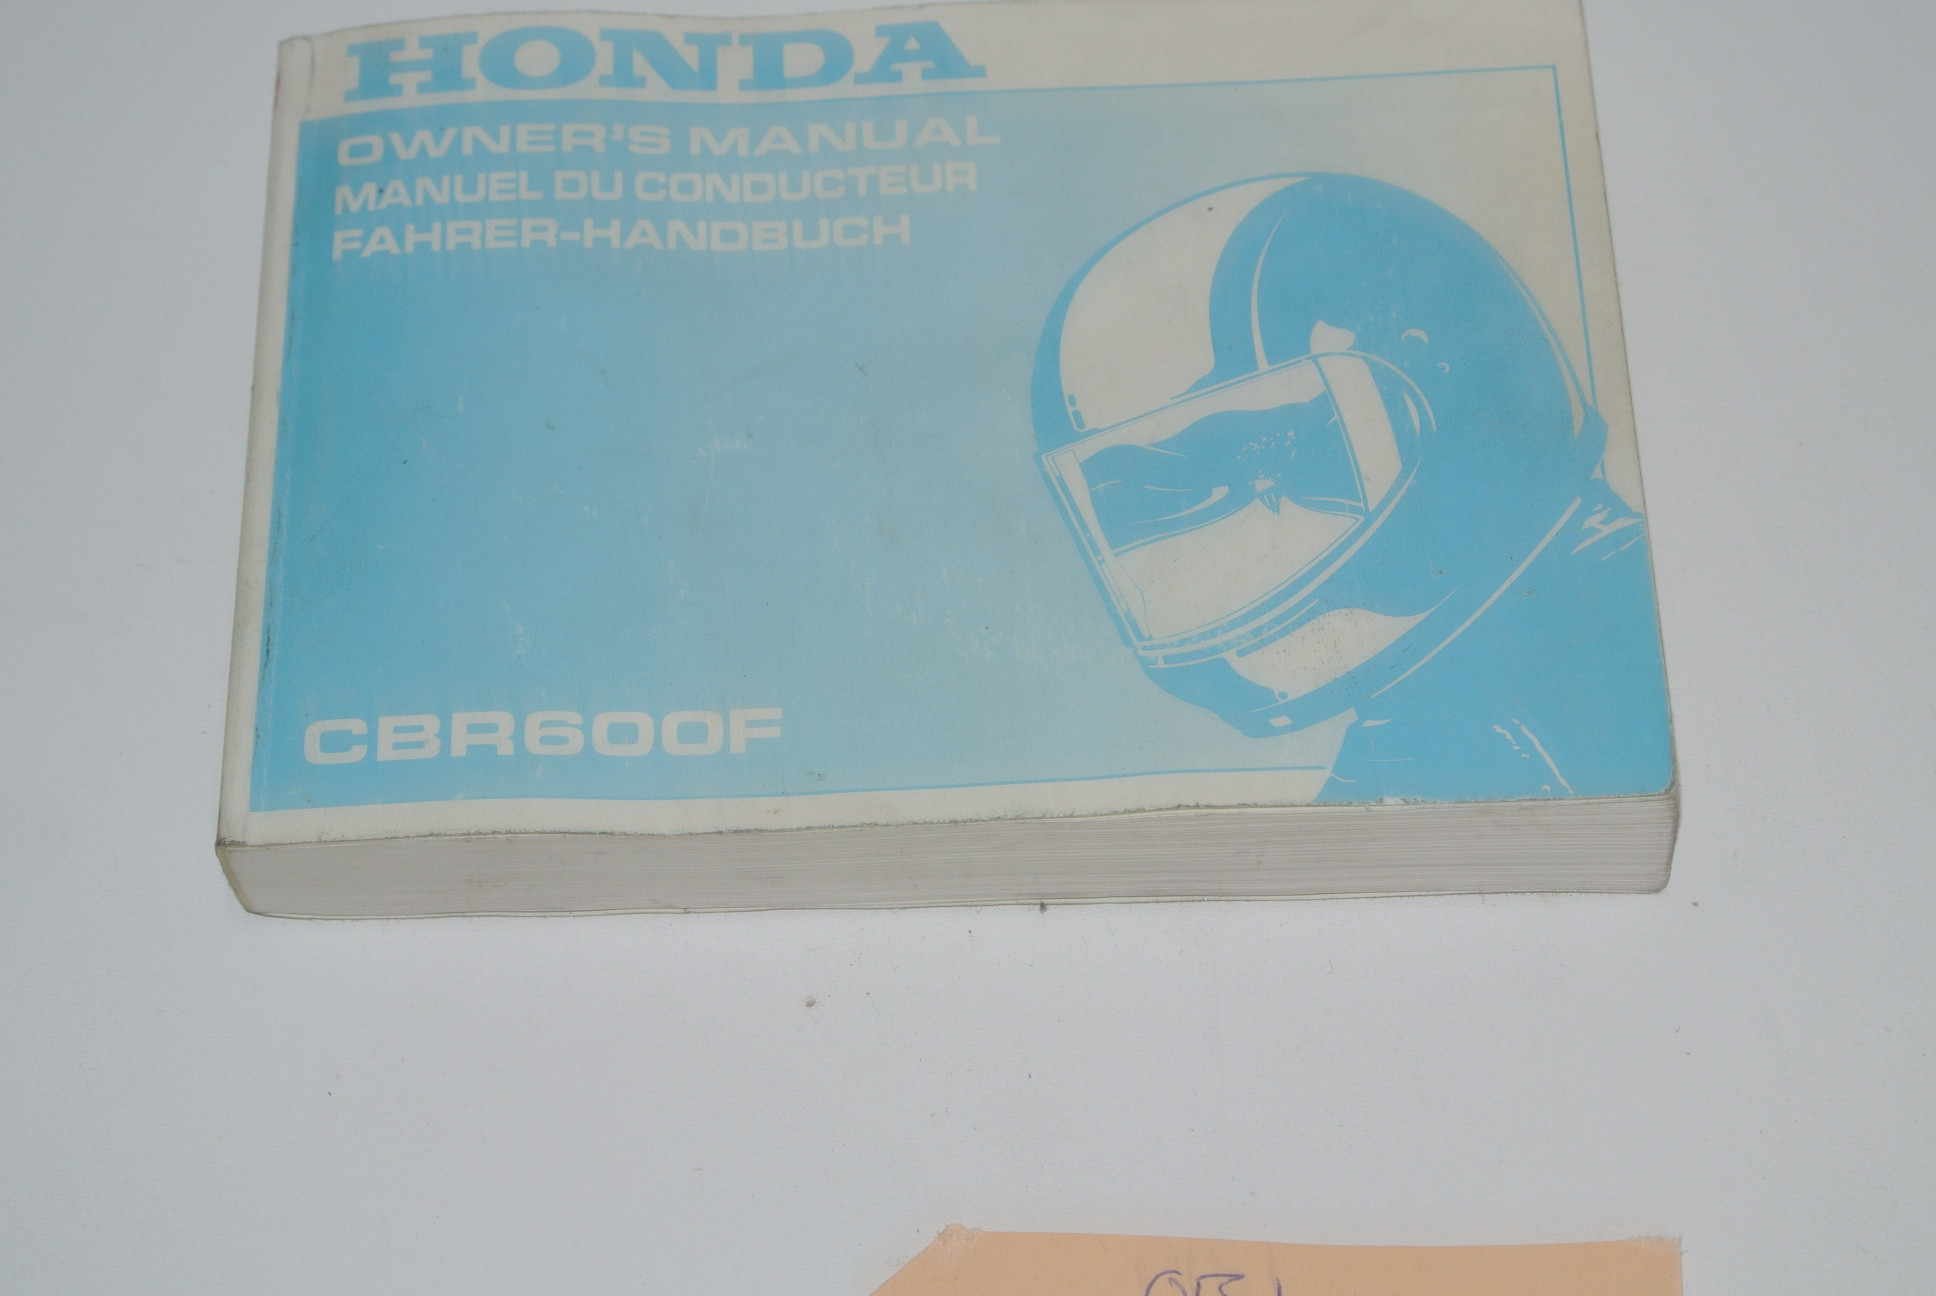 HONDA
OWNER'S MANUAL
MANUEL DU CONDUCTEUR
FAHRER-HANDBUCH
CBR600F